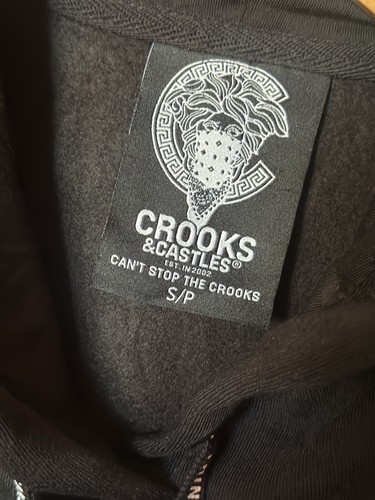 CROOKS
&CASTLES®
EST. IN 2002
CAN'T STOP THE CROOKS
S/P